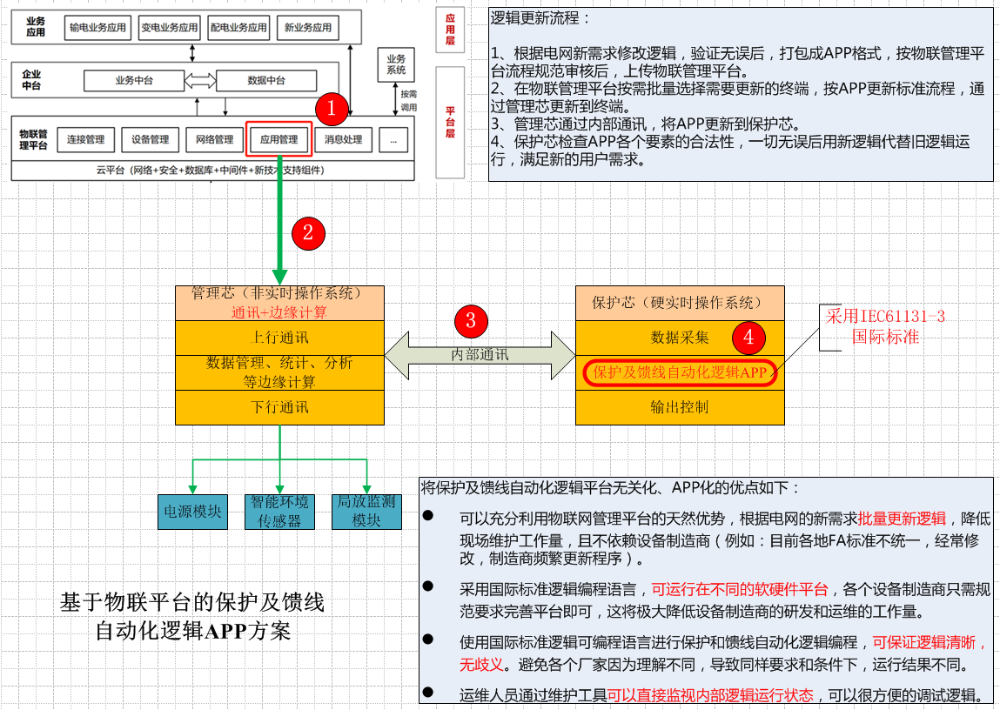 业务
应用
输电业务应用
变电业务应用
配电业务应用
新业务应用
应
用
层
企业
中台
业务中台
数据中台
业务
系统
按需
调用
1
物联管
理平台
连接管理
设备管理
网络管理
应用管理
消息处理
...
云平台（网络+安全+数据库+中间件+新技术支持组件）
平
台
层
逻辑更新流程：
1、根据电网新需求修改逻辑，验证无误后，打包成APP格式，按物联管理平
台流程规范审核后，上传物联管理平台。
2、在物联管理平台按需批量选择需要更新的终端，按APP更新标准流程，通
过管理芯更新到终端。
3、管理芯通过内部通讯，将APP更新到保护芯。
4、保护芯检查APP各个要素的合法性，一切无误后用新逻辑代替旧逻辑运
行，满足新的用户需求。
2
管理芯（非实时操作系统）
通讯+边缘计算
上行通讯
数据管理、统计、分析
等边缘计算
下行通讯
3
内部通讯
保护芯（硬实时操作系统）
数据采集
4
保护及馈线自动化逻辑APP
输出控制
采用IEC61131-3
国际标准
电源模块
智能环境
传感器
局放监测
模块
基于物联平台的保护及馈线
自动化逻辑APP方案
将保护及馈线自动化逻辑平台无关化、APP化的优点如下：
● 可以充分利用物联网管理平台的天然优势，根据电网的新需求批量更新逻辑，降低
现场维护工作量，且不依赖设备制造商（例如：目前各地FA标准不统一，经常修
改，制造商频繁更新程序）。
● 采用国际标准逻辑编程语言，可运行在不同的软硬件平台，各个设备制造商只需规
范要求完善平台即可，这将极大降低设备制造商的研发和运维的工作量。
● 使用国际标准逻辑可编程语言进行保护和馈线自动化逻辑编程，可保证逻辑清晰，
无歧义。避免各个厂家因为理解不同，导致同样要求和条件下，运行结果不同。
● 运维人员通过维护工具可以直接监视内部逻辑运行状态，可以很方便的调试逻辑。